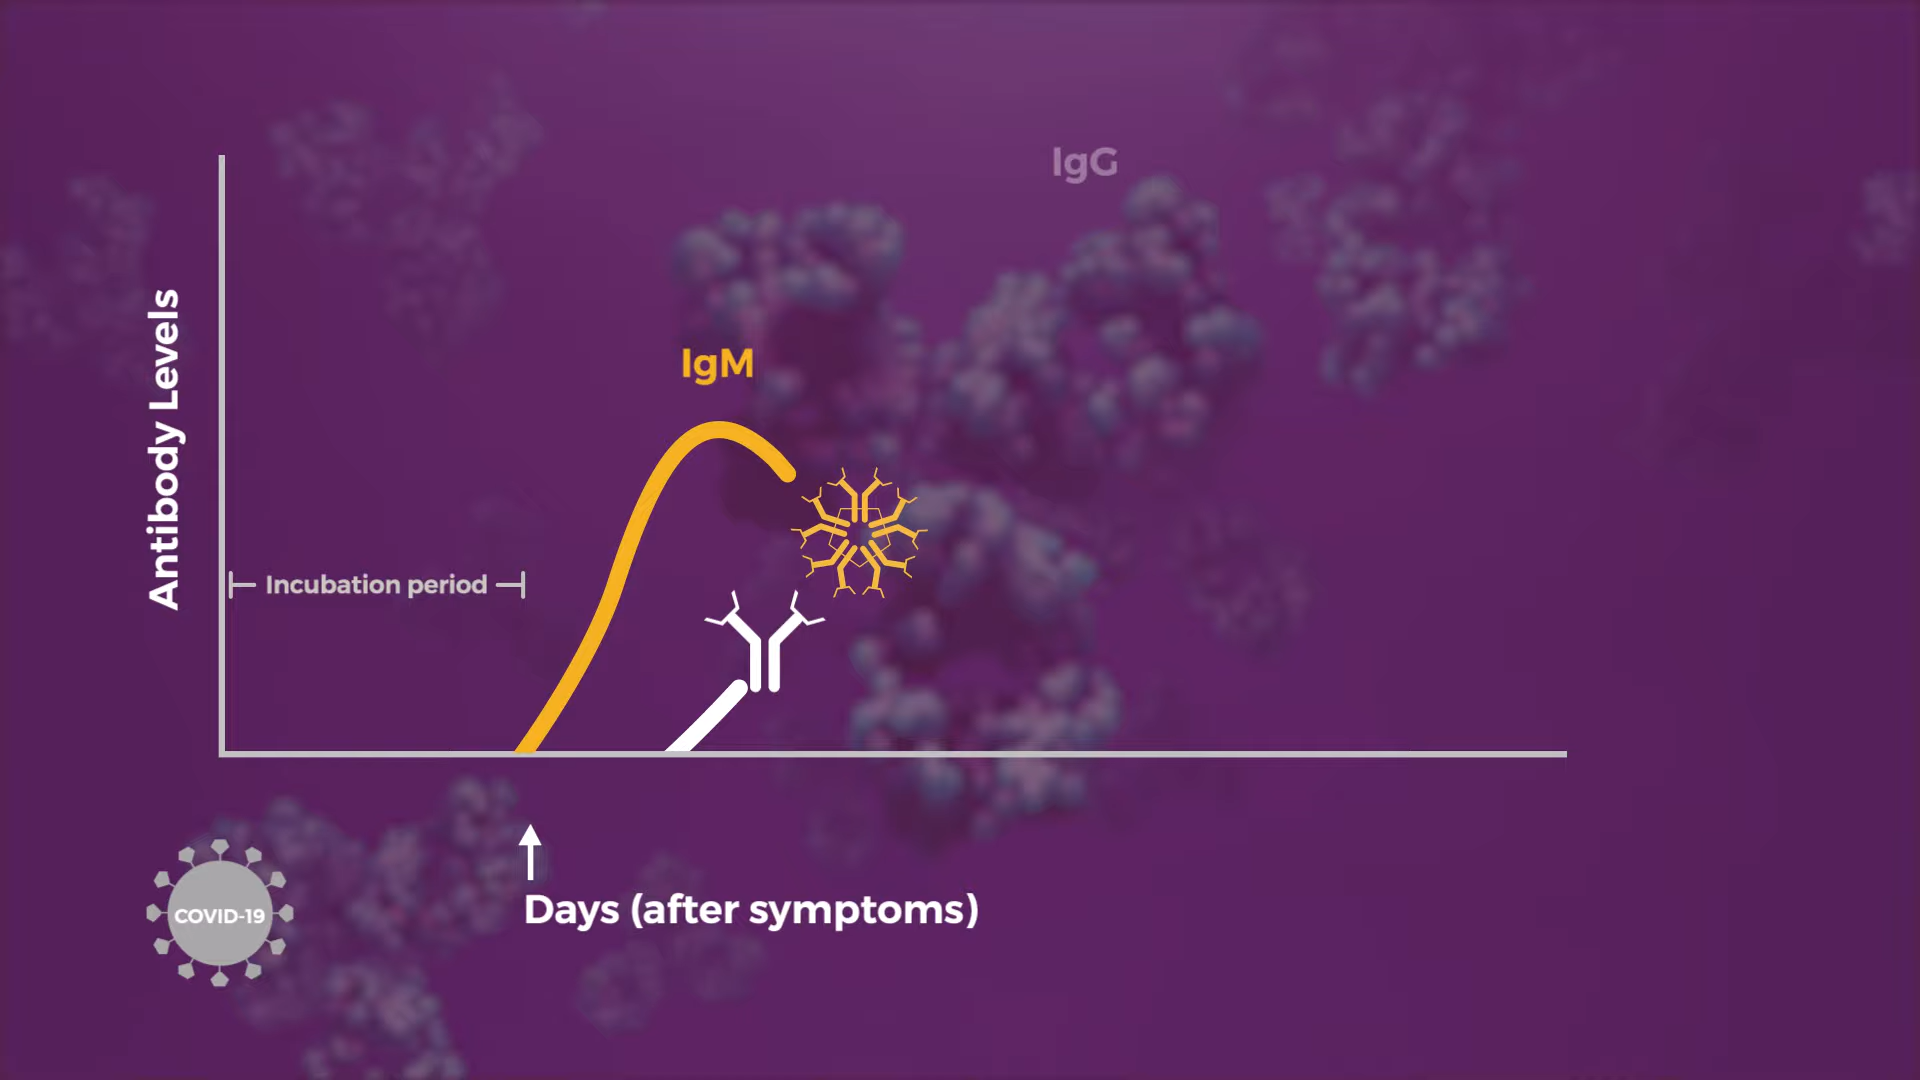 IgG
IgM
Antibody Levels
Incubation period
COVID-19
Days (after symptoms)